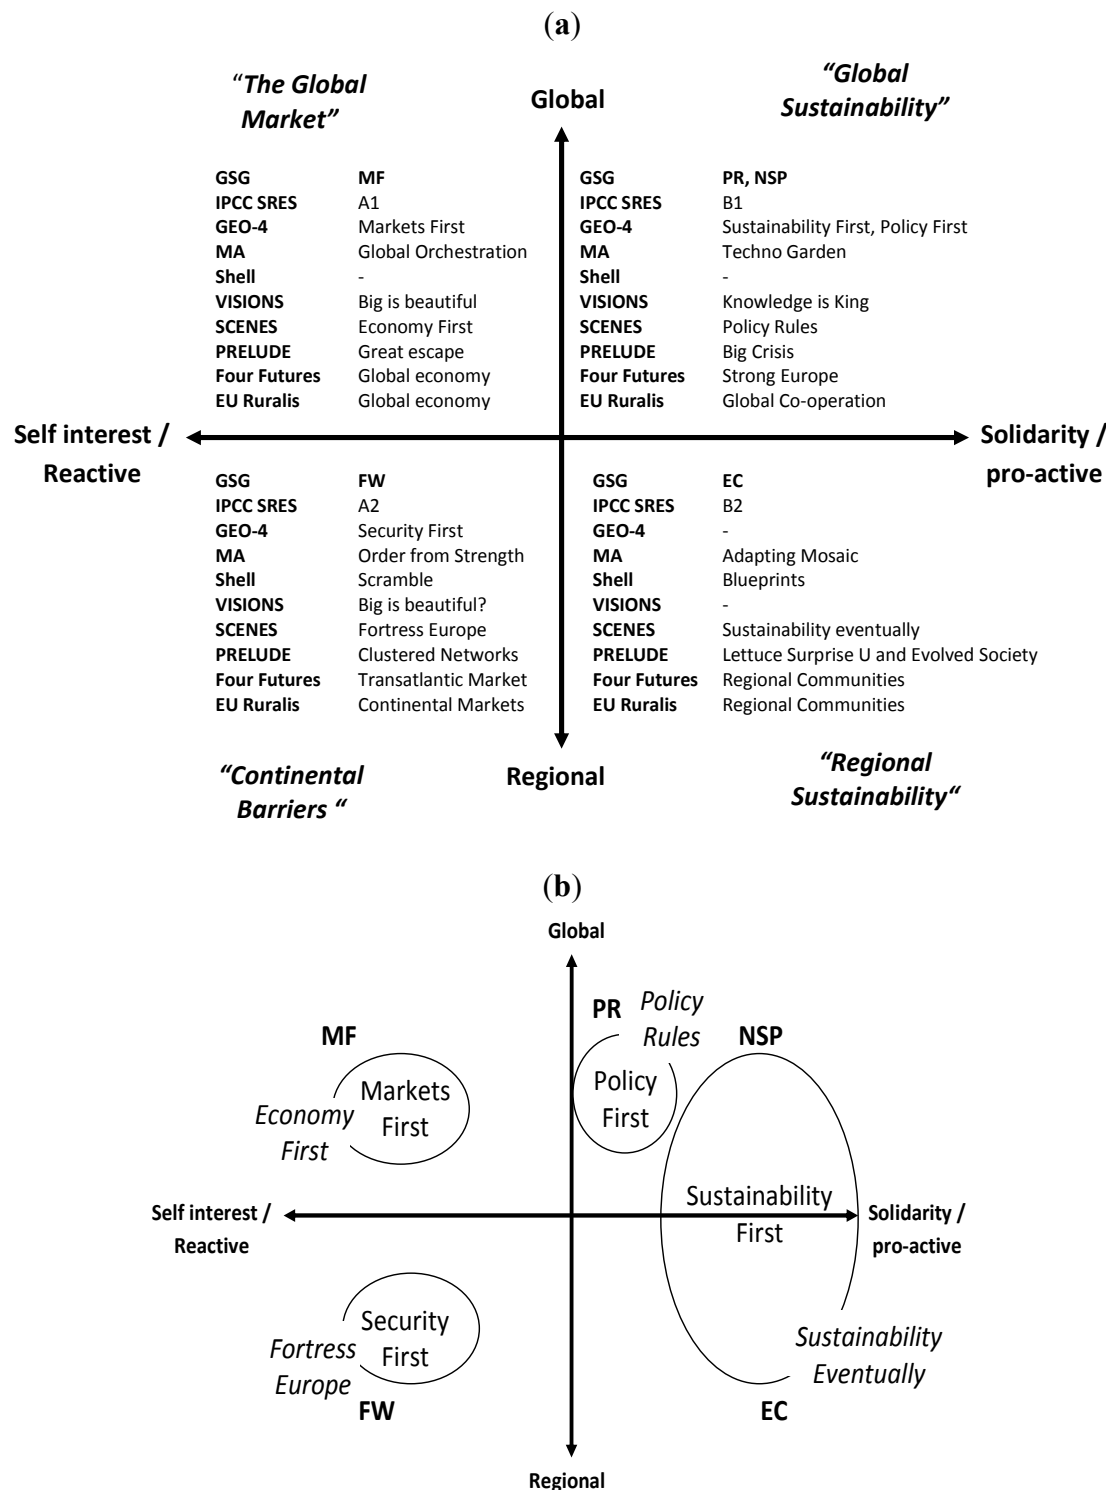 (a)
“The Global
Market”
Global
“Global
Sustainability”
GSG MF
IPCC SRES A1
GEO-4 Markets First
MA Global Orchestration
Shell -
VISIONS Big is beautiful
SCENES Economy First
PRELUDE Great escape
Four Futures Global economy
EU Ruralis Global economy
GSG PR, NSP
IPCC SRES B1
GEO-4 Sustainability First, Policy First
MA Techno Garden
Shell -
VISIONS Knowledge is King
SCENES Policy Rules
PRELUDE Big Crisis
Four Futures Strong Europe
EU Ruralis Global Co-operation
Self interest /
Reactive
Solidarity /
pro-active
GSG FW
IPCC SRES A2
GEO-4 Security First
MA Order from Strength
Shell Scramble
VISIONS Big is beautiful?
SCENES Fortress Europe
PRELUDE Clustered Networks
Four Futures Transatlantic Market
EU Ruralis Continental Markets
GSG EC
IPCC SRES B2
GEO-4 -
MA Adapting Mosaic
Shell Blueprints
VISIONS -
SCENES Sustainability eventually
PRELUDE Lettuce Surprise U and Evolved Society
Four Futures Regional Communities
EU Ruralis Regional Communities
“Continental
Barriers “
Regional
“Regional
Sustainability“
(b)
Global
MF
Markets
First
Economy
First
PR
Policy
Rules
Policy
First
NSP
Sustainability
First
Self interest /
Reactive
Solidarity /
pro-active
Security
First
Fortress
Europe
FW
Sustainability
Eventually
EC
Regional